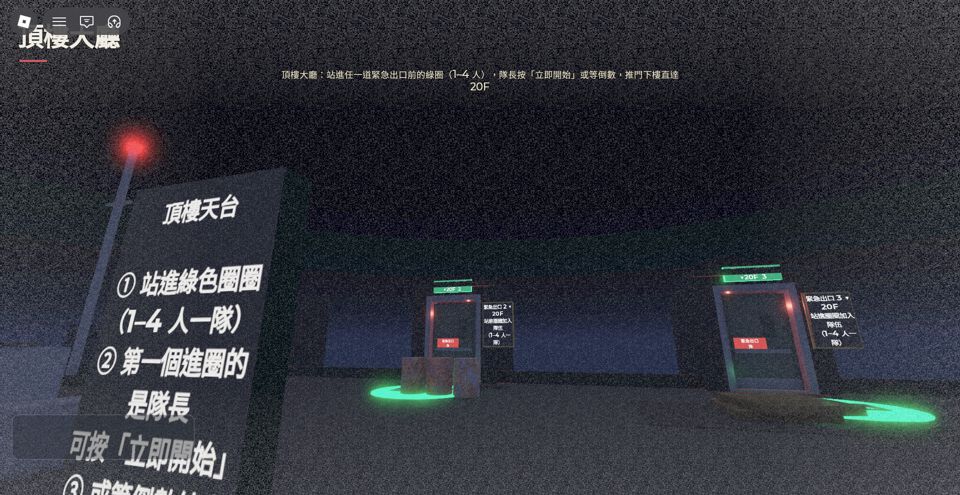 頂樓大廳
頂樓大廳：站進任一道緊急出口前的綠圈（1–4 人），隊長按「立即開始」或等倒數，推門下樓直達
20F
頂樓天台
① 站進綠色圈圈
（1–4 人一隊）
② 第一個進圈的
是隊長
可按「立即開始」
緊急出口 2
20F
站進圈圈加入
隊伍
（1–4 人一
隊）
緊急出口 3
20F
站進圈圈加入
隊伍
（1–4 人一
隊）
緊急出口